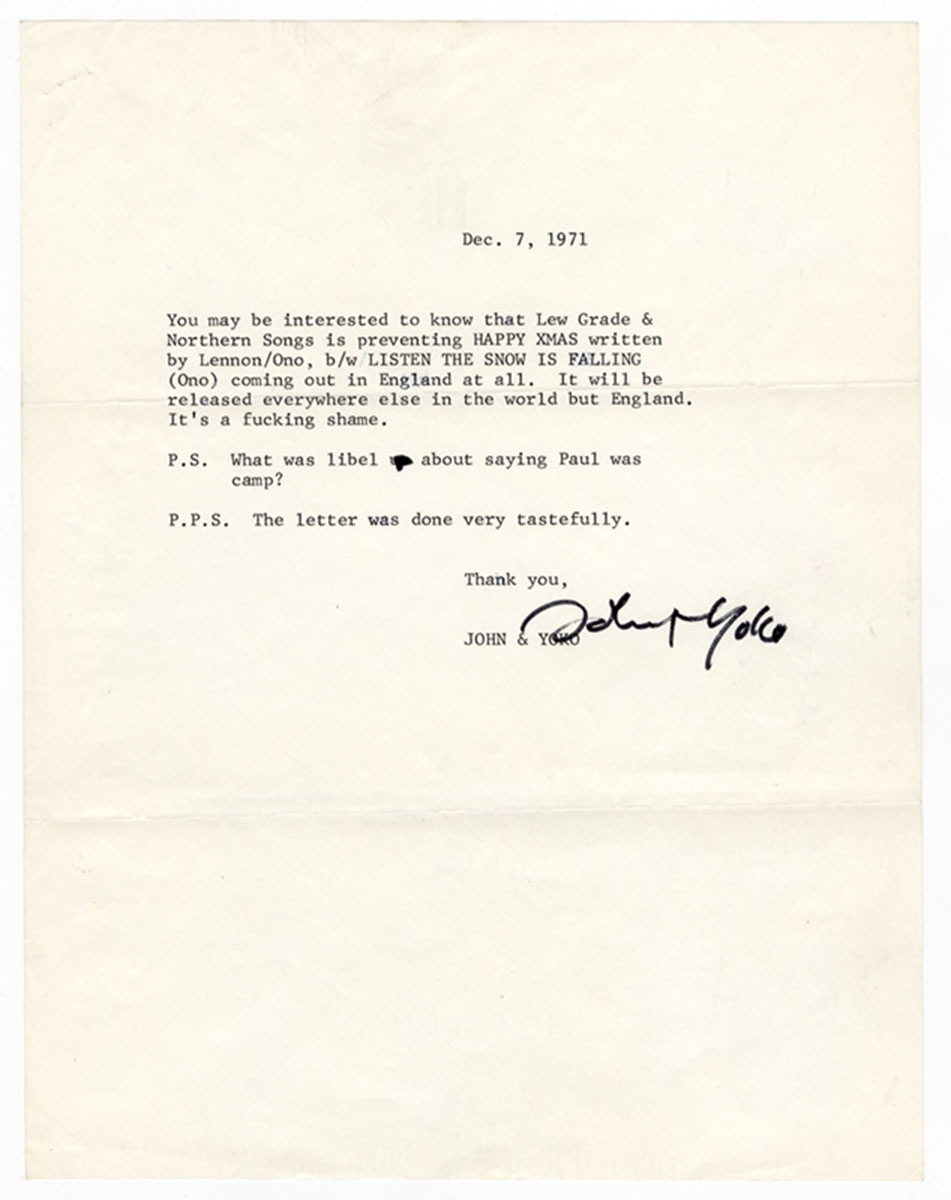 Dec. 7, 1971
You may be interested to know that Lew Grade &
Northern Songs is preventing HAPPY XMAS written
by Lennon/Ono, b/w LISTEN THE SNOW IS FALLING
(Ono) coming out in England at all. It will be
released everywhere else in the world but England.
It's a fucking shame.
P.S. What was libel about saying Paul was
camp?
P.P.S. The letter was done very tastefully.
Thank you,
John + Yoko
JOHN & YOKO